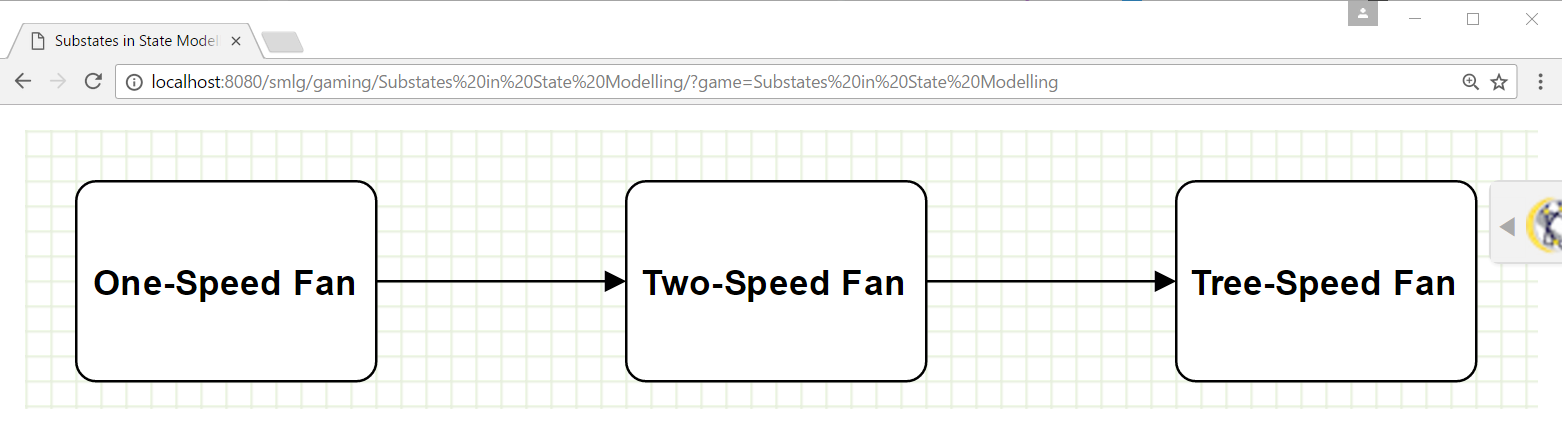 Substates in State Model
localhost:8080/smlg/gaming/Substates%20in%20State%20Modelling/?game=Substates%20in%20State%20Modelling
One-Speed Fan
Two-Speed Fan
Tree-Speed Fan